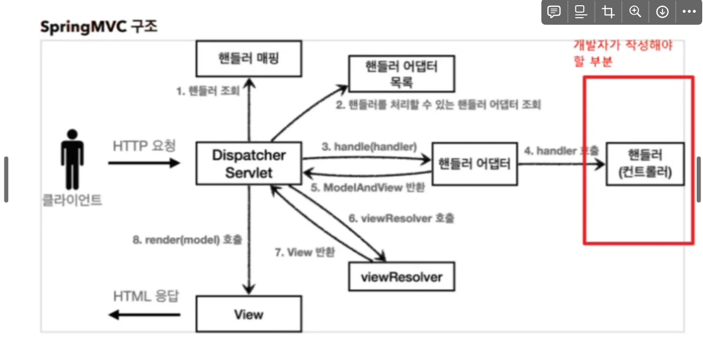 SpringMVC 구조
개발자가 작성해야
할 부분
핸들러 매핑
핸들러 어댑터
목록
1. 핸들러 조회
2. 핸들러를 처리할 수 있는 핸들러 어댑터 조회
HTTP 요청
Dispatcher
Servlet
3. handle(handler)
핸들러 어댑터
4. handler 호출
핸들러
(컨트롤러)
5. ModelAndView 반환
클라이언트
6. viewResolver 호출
8. render(model) 호출
7. View 반환
viewResolver
HTML 응답
View